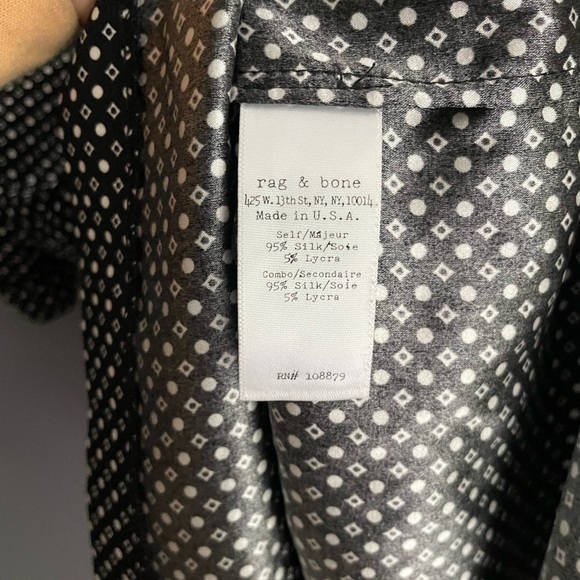 rag & bone
425 W. 13th St, NY, NY, 10014
Made in U.S.A.
Self/Majeur
95% Silk/Soie
5% Lycra
Combo/Secondaire
95% Silk/Soie
5% Lycra
RN# 108879